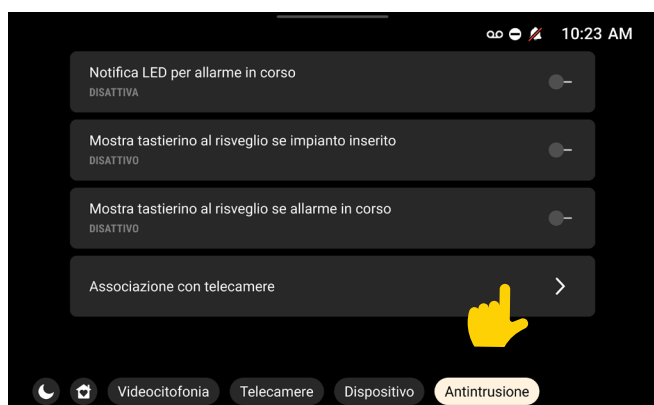 10:23 AM
Notifica LED per allarme in corso
DISATTIVA
Mostra tastierino al risveglio se impianto inserito
DISATTIVO
Mostra tastierino al risveglio se allarme in corso
DISATTIVO
Associazione con telecamere
Videocitofonia Telecamere Dispositivo Antintrusione